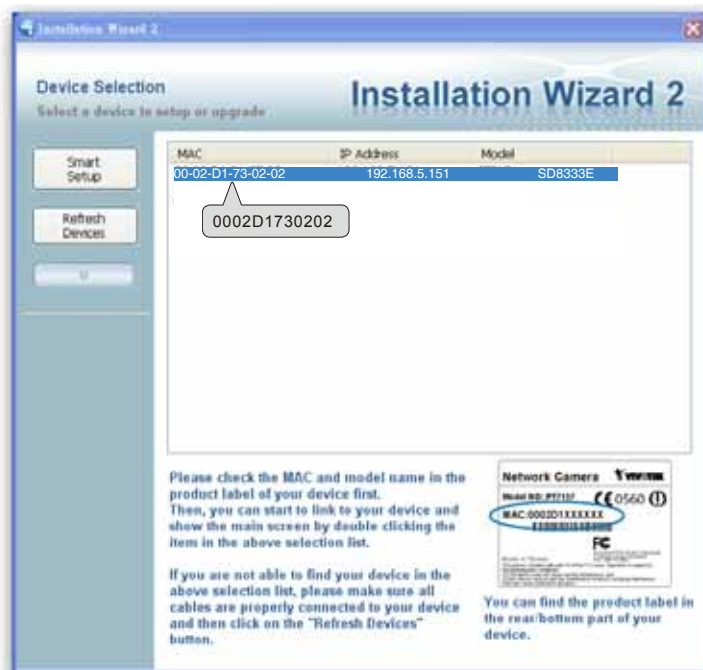 Installation Wizard 2
Device Selection
Select a device to setup or upgrade
Installation Wizard 2
Smart
Setup
Refresh
Devices
MAC IP Address Model
00-02-D1-73-02-02 192.168.5.151 SD8333E
0002D1730202
Please check the MAC and model name in the
product label of your device first.
Then, you can start to link to your device and
show the main screen by double clicking the
item in the above selection list.
If you are not able to find your device in the
above selection list, please make sure all
cables are properly connected to your device
and then click on the "Refresh Devices"
button.
Network Camera VIVOTEK
Model NO: PT7137 CE 0560
MAC:0002D1XXXXXX
FC
You can find the product label in
the rear/bottom part of your
device.